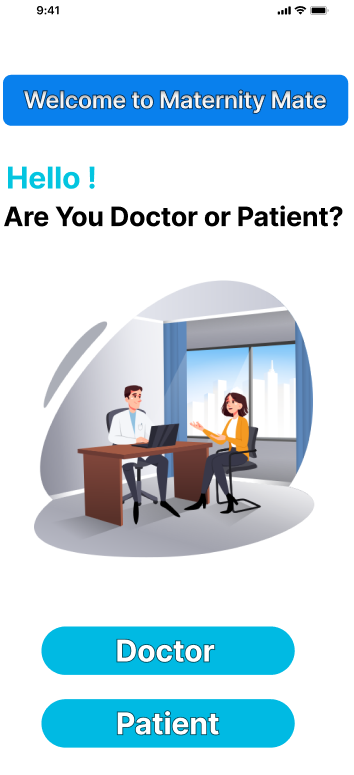 9:41
Welcome to Maternity Mate
Hello !
Are You Doctor or Patient?
Doctor
Patient